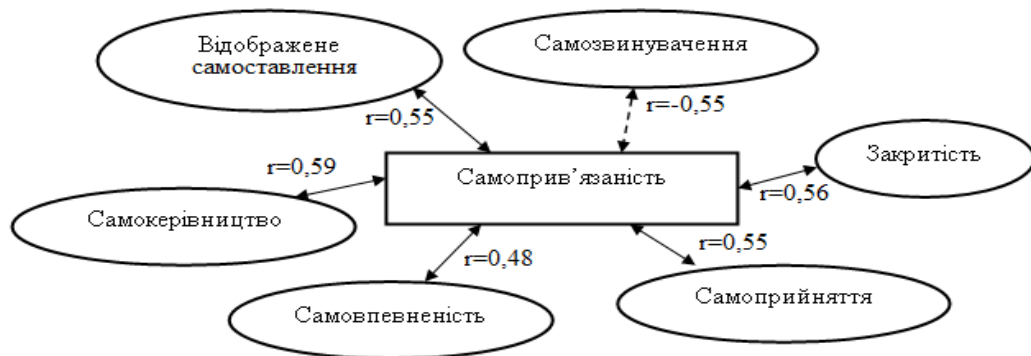 Відображене
самоставлення
Самозвинувачення
r=0,55
r=-0,55
Закритість
r=0,59
Самоприв’язаність
r=0,56
Самокерівництво
r=0,48
r=0,55
Самовпевненість
Самоприйняття